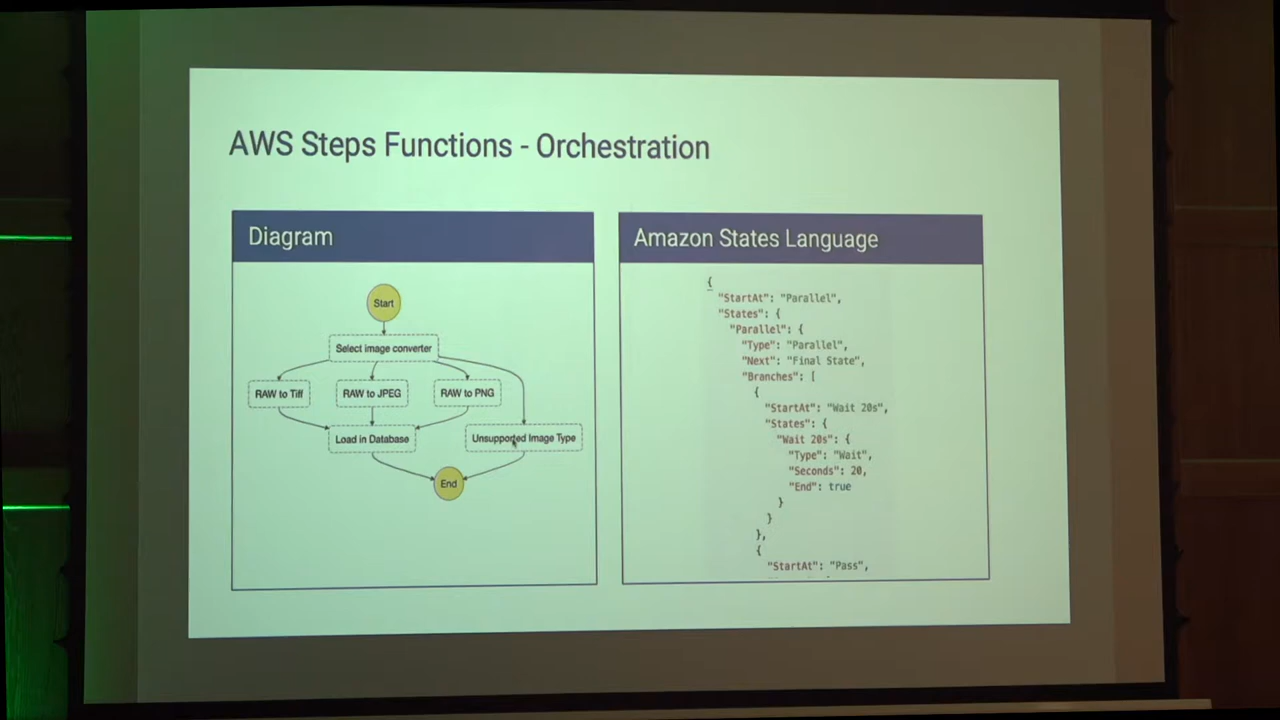 AWS Steps Functions - Orchestration
Diagram
Start
Select image converter
RAW to Tiff
RAW to JPEG
RAW to PNG
Load in Database
Unsupported Image Type
End
Amazon States Language
{
"StartAt": "Parallel",
"States": {
"Parallel": {
"Type": "Parallel",
"Next": "Final State",
"Branches": [
{
"StartAt": "Wait 20s",
"States": {
"Wait 20s": {
"Type": "Wait",
"Seconds": 20,
"End": true
}
}
},
{
"StartAt": "Pass",